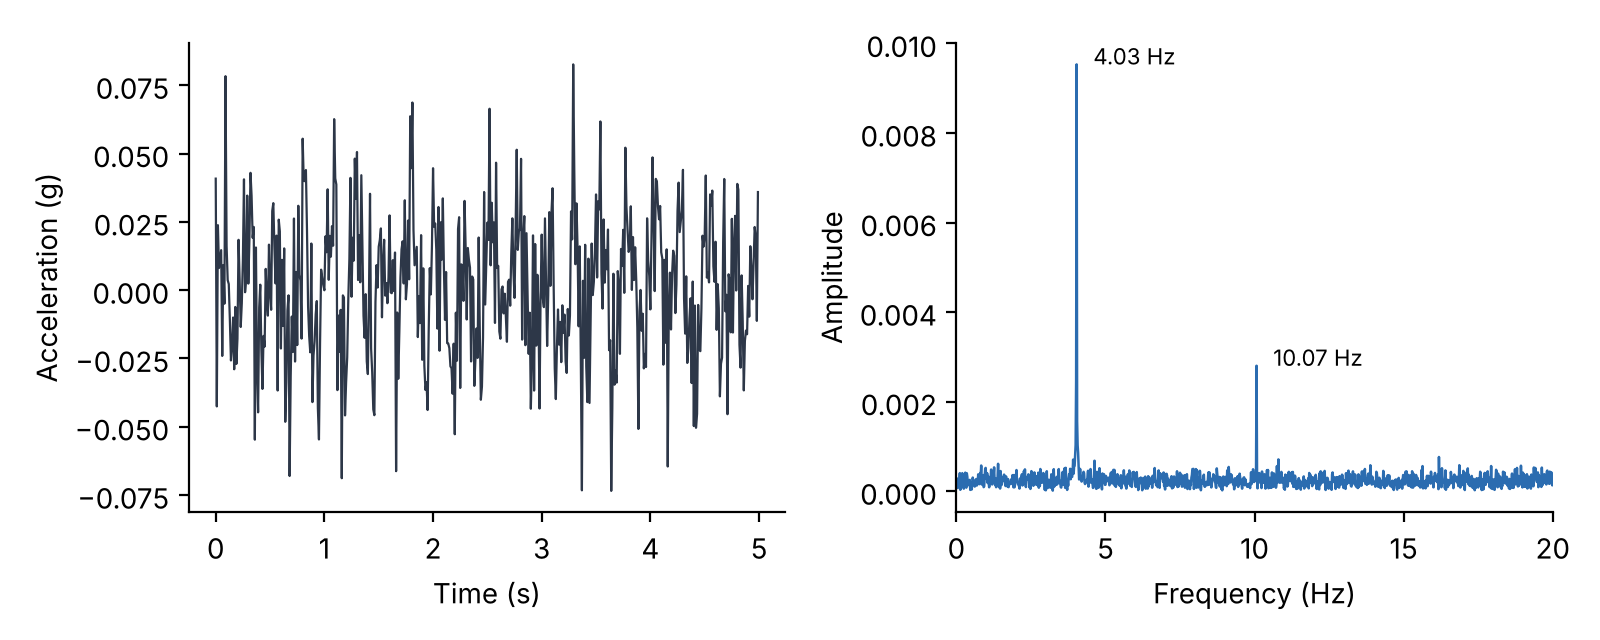 Acceleration (g)
0.075
0.050
0.025
0.000
−0.025
−0.050
−0.075
0 1 2 3 4 5
Time (s)
Amplitude
0.010
0.008
0.006
0.004
0.002
0.000
4.03 Hz
10.07 Hz
0 5 10 15 20
Frequency (Hz)